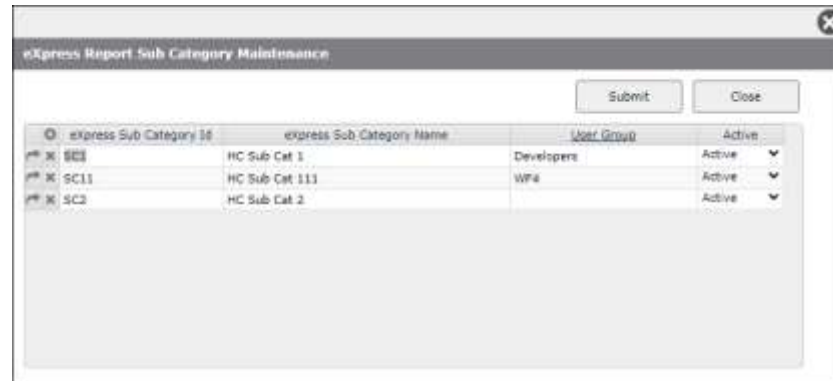 eXpress Report Sub Category Maintenance
Submit Close
eXpress Sub Category Id eXpress Sub Category Name User Group Active
SC1 HC Sub Cat 1 Developers Active
SC11 HC Sub Cat 111 WF4 Active
SC2 HC Sub Cat 2 Active